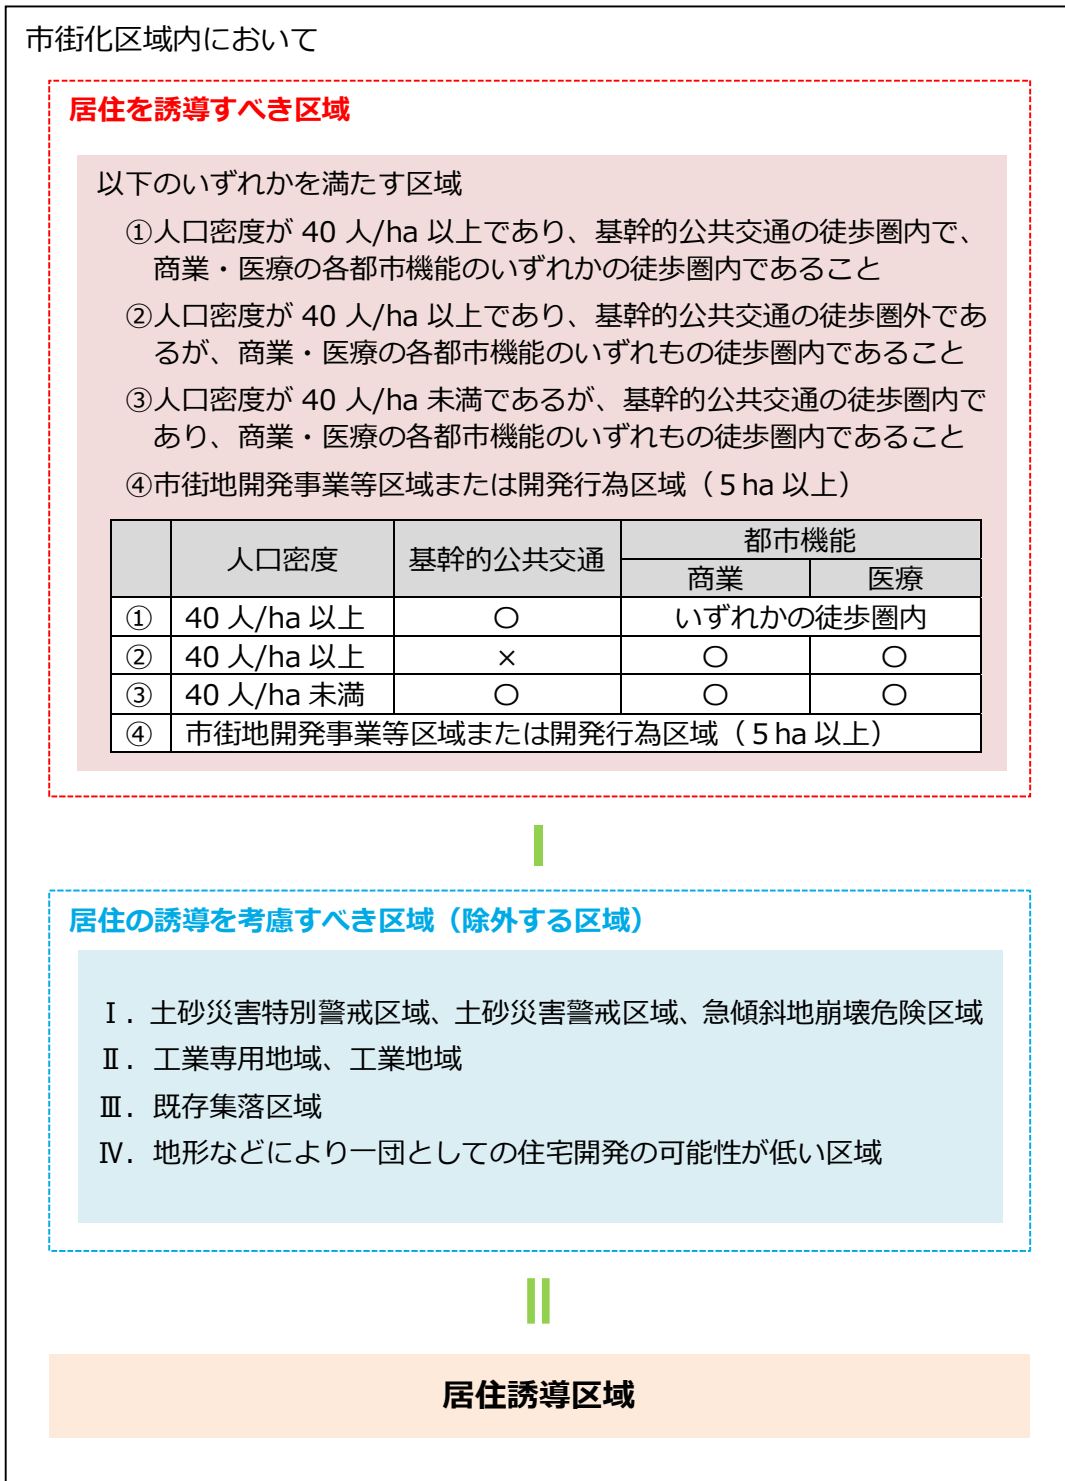 市街化区域内において
居住を誘導すべき区域
以下のいずれかを満たす区域
①人口密度が 40 人/ha 以上であり、基幹的公共交通の徒歩圏内で、
商業・医療の各都市機能のいずれかの徒歩圏内であること
②人口密度が 40 人/ha 以上であり、基幹的公共交通の徒歩圏外であ
るが、商業・医療の各都市機能のいずれもの徒歩圏内であること
③人口密度が 40 人/ha 未満であるが、基幹的公共交通の徒歩圏内で
あり、商業・医療の各都市機能のいずれもの徒歩圏内であること
④市街地開発事業等区域または開発行為区域（５ha 以上）
人口密度 基幹的公共交通 都市機能
商業 医療
① 40 人/ha 以上 〇 いずれかの徒歩圏内
② 40 人/ha 以上 × 〇 〇
③ 40 人/ha 未満 〇 〇 〇
④ 市街地開発事業等区域または開発行為区域（５ha 以上）
居住の誘導を考慮すべき区域（除外する区域）
Ⅰ．土砂災害特別警戒区域、土砂災害警戒区域、急傾斜地崩壊危険区域
Ⅱ．工業専用地域、工業地域
Ⅲ．既存集落区域
Ⅳ．地形などにより一団としての住宅開発の可能性が低い区域
居住誘導区域